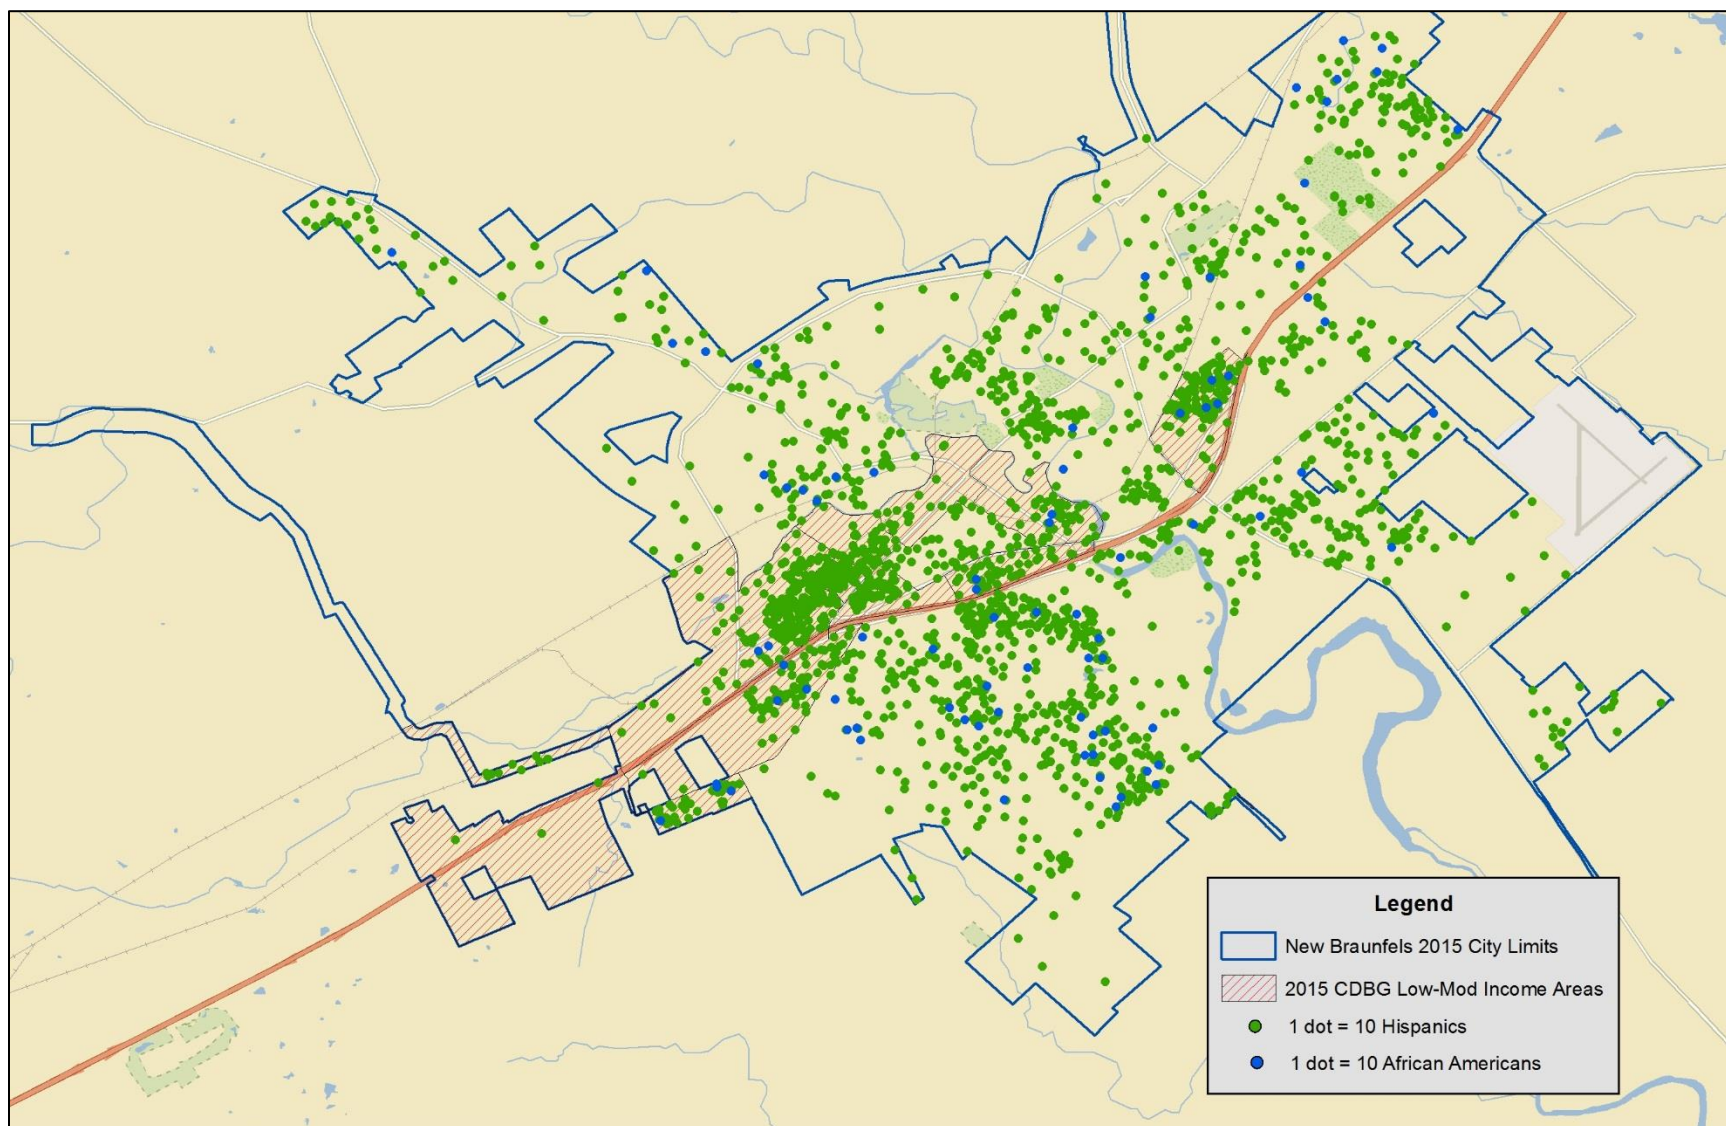 Legend
New Braunfels 2015 City Limits
2015 CDBG Low-Mod Income Areas
1 dot = 10 Hispanics
1 dot = 10 African Americans